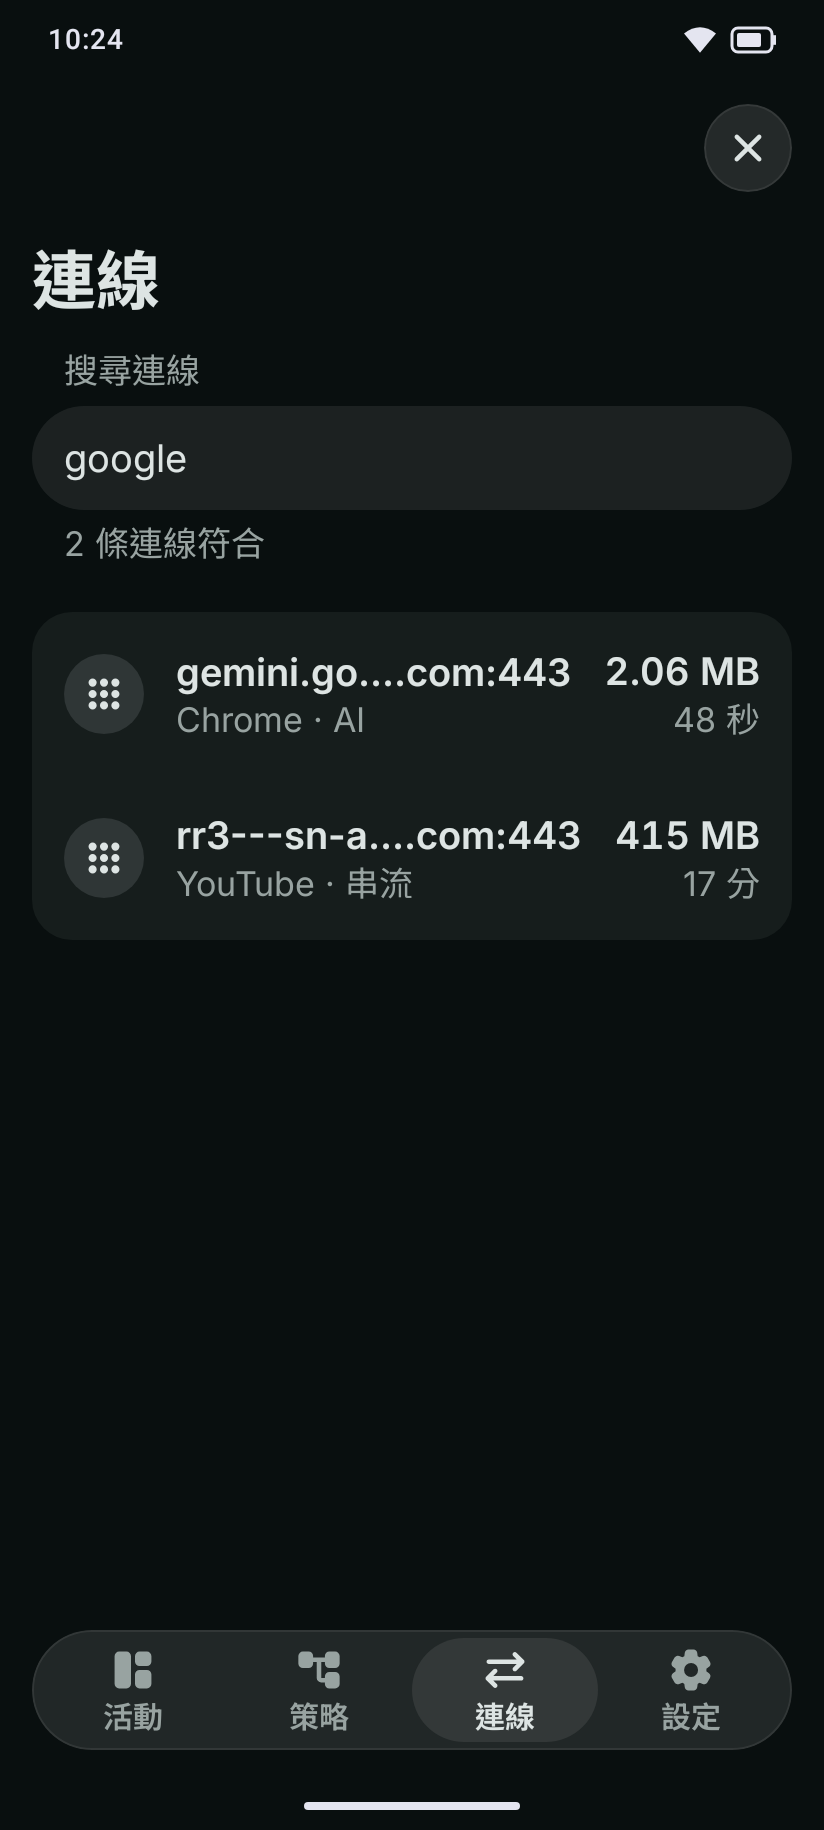 10:24
連線
搜尋連線
google
2 條連線符合
gemini.go....com:443 2.06 MB
Chrome · AI 48 秒
rr3---sn-a....com:443 415 MB
YouTube · 串流 17 分
活動 策略 連線 設定